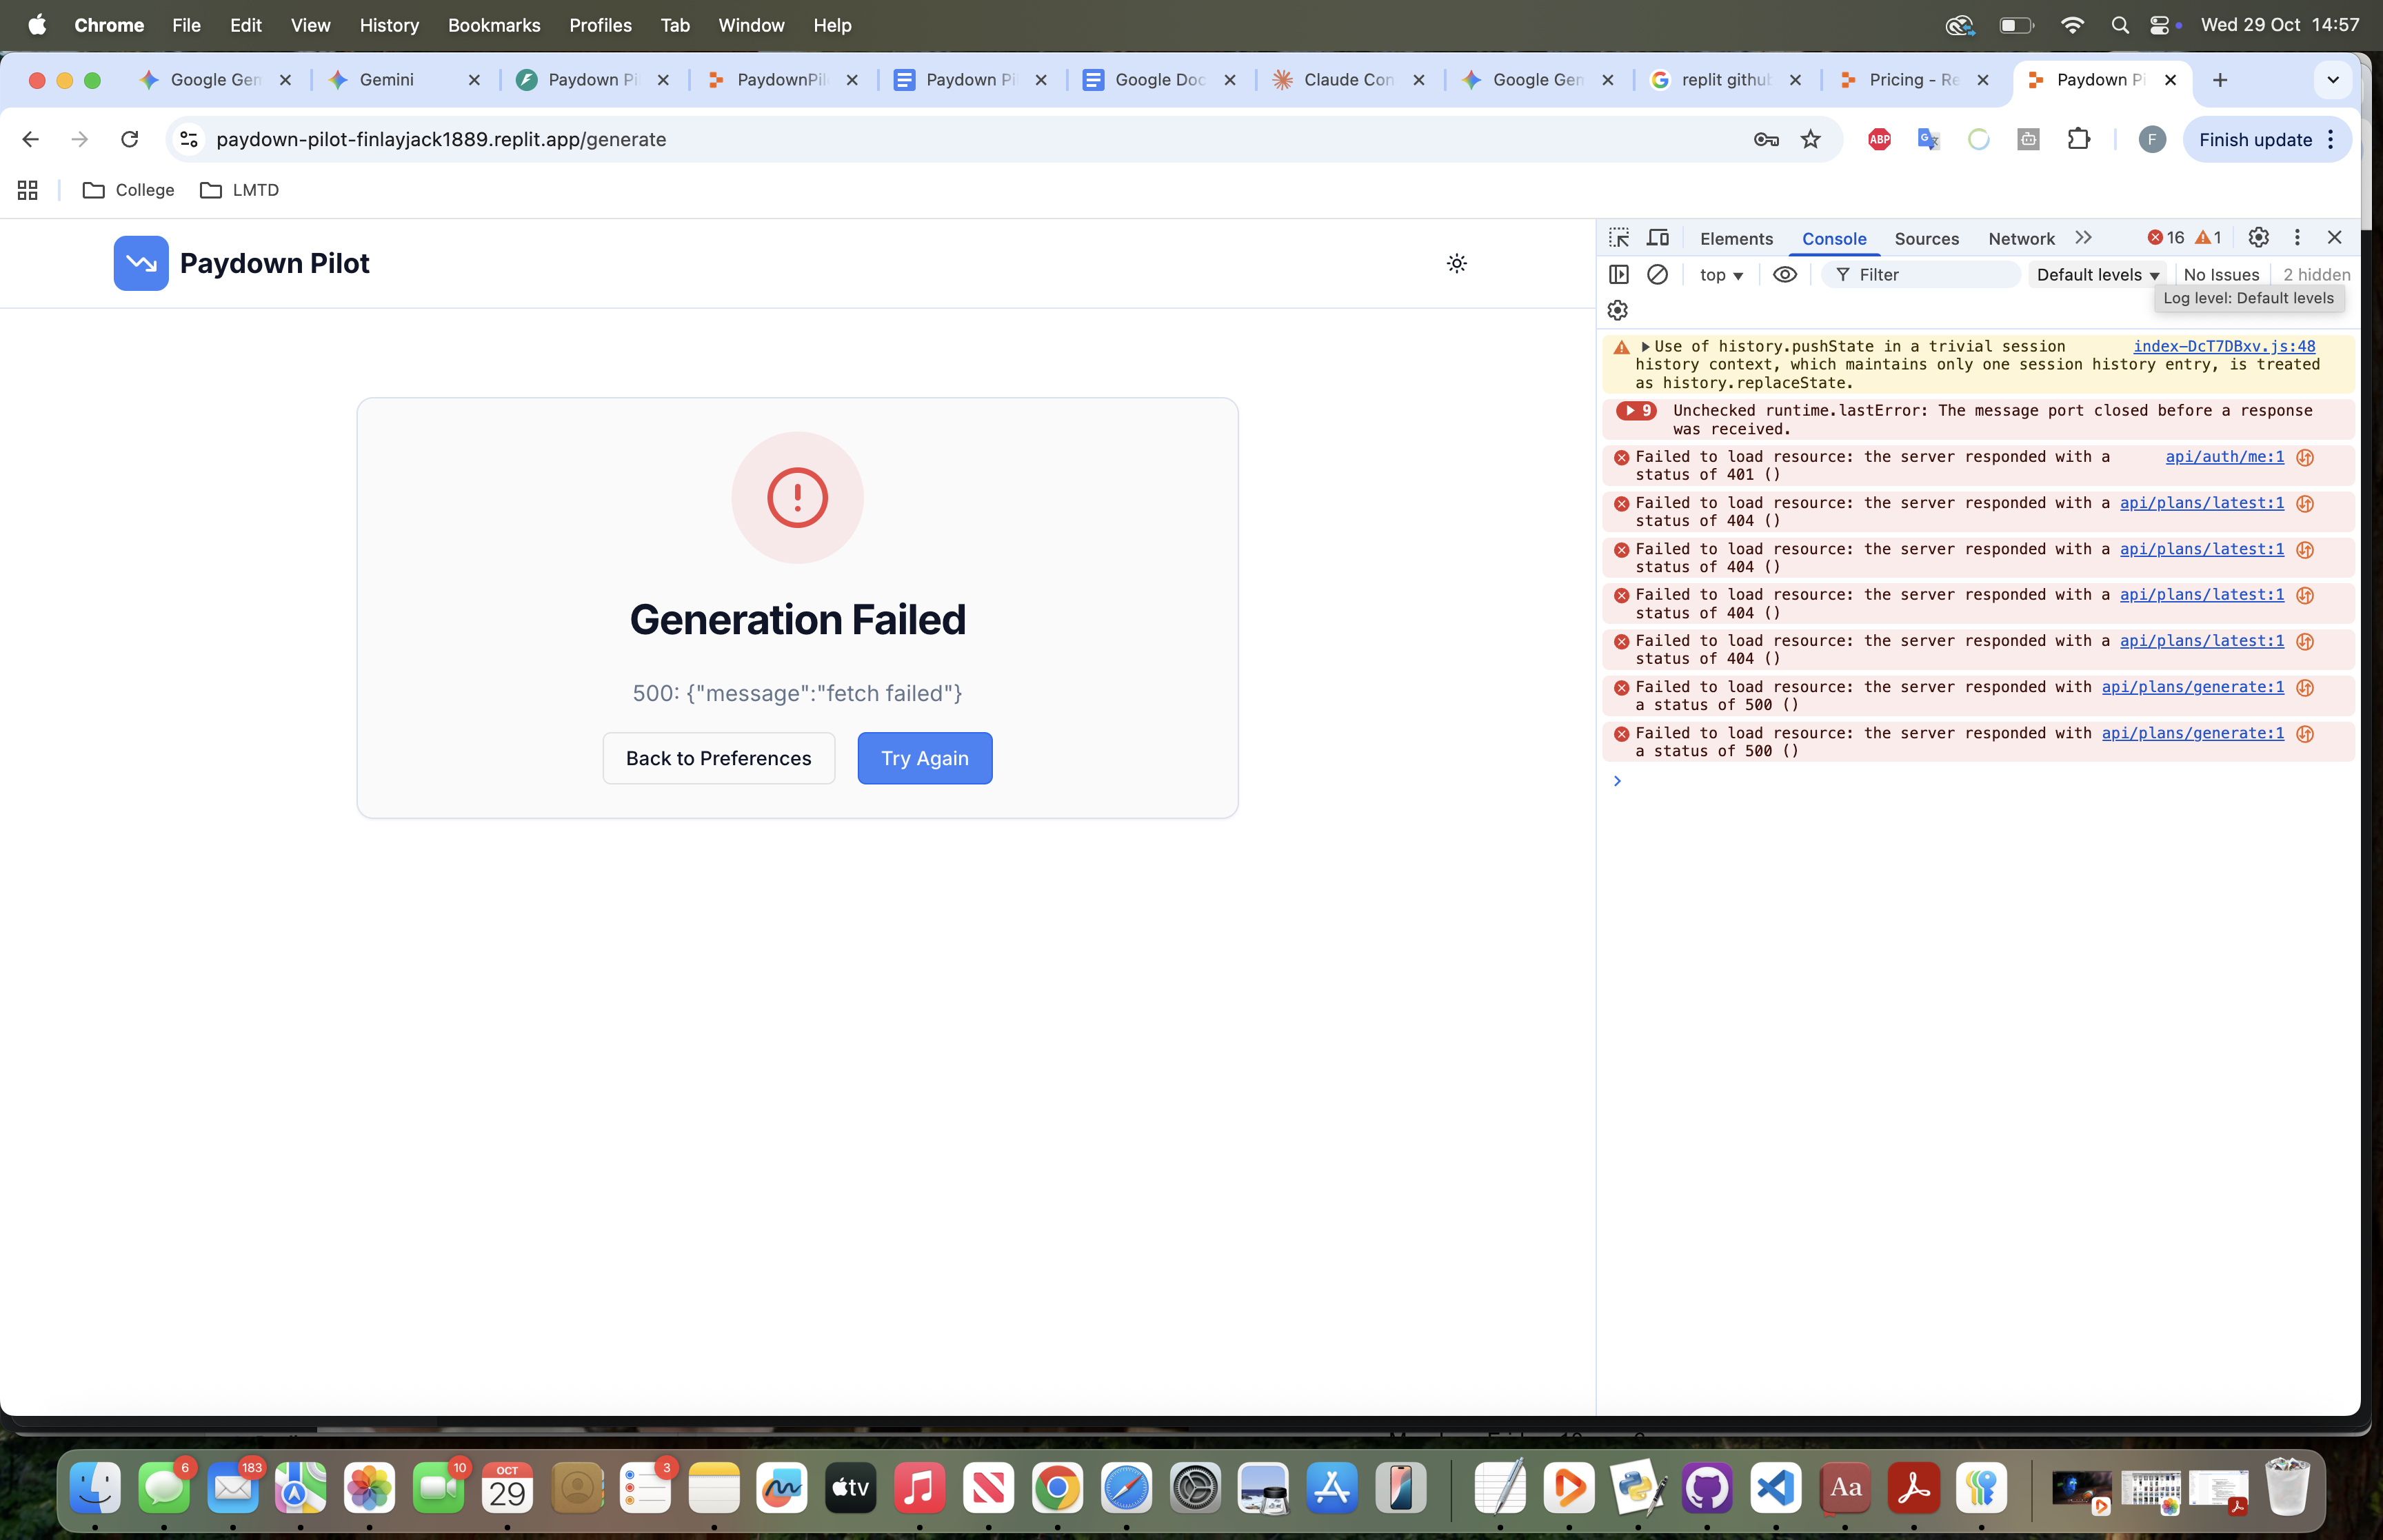 Chrome File Edit View History Bookmarks Profiles Tab Window Help Wed 29 Oct 14:57
Google Gen Gemini Paydown Pi PaydownPil Paydown Pi Google Doc Claude Con Google Gen replit github Pricing - Re Paydown Pi
paydown-pilot-finlayjack1889.replit.app/generate ABP F Finish update
College LMTD
Paydown Pilot
Generation Failed
500: {"message":"fetch failed"}
Back to Preferences Try Again
Elements Console Sources Network 16 1
top Filter Default levels No Issues 2 hidden
Log level: Default levels
Use of history.pushState in a trivial session index-DcT7DBxv.js:48
history context, which maintains only one session history entry, is treated
as history.replaceState.
9 Unchecked runtime.lastError: The message port closed before a response
was received.
Failed to load resource: the server responded with a api/auth/me:1
status of 401 ()
Failed to load resource: the server responded with a api/plans/latest:1
status of 404 ()
Failed to load resource: the server responded with a api/plans/latest:1
status of 404 ()
Failed to load resource: the server responded with a api/plans/latest:1
status of 404 ()
Failed to load resource: the server responded with a api/plans/latest:1
status of 404 ()
Failed to load resource: the server responded with api/plans/generate:1
a status of 500 ()
Failed to load resource: the server responded with api/plans/generate:1
a status of 500 ()
6 183 10 OCT 29 3 tv Aa